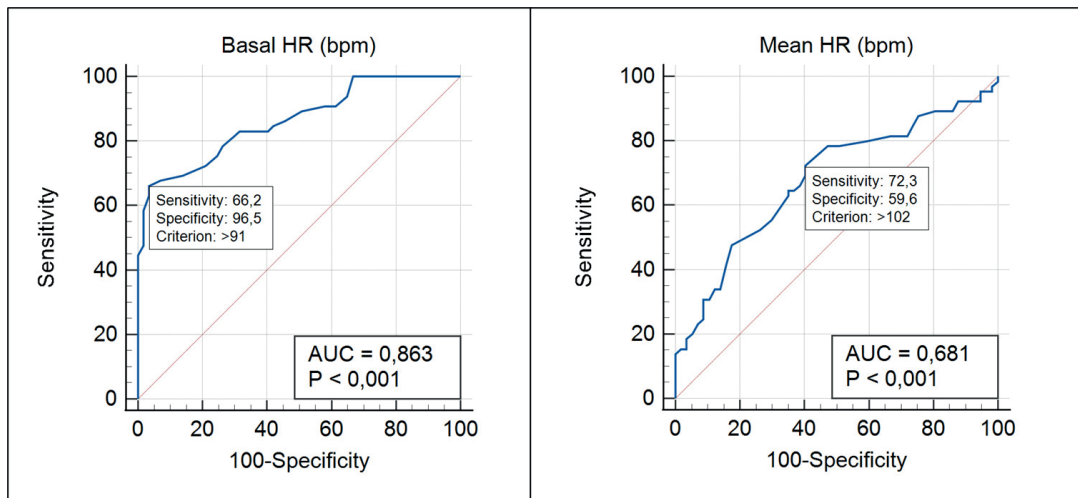 Basal HR (bpm)
100
80
60
40
20
0
Sensitivity
Sensitivity: 66,2
Specificity: 96,5
Criterion: >91
AUC = 0,863
P < 0,001
0 20 40 60 80 100
100-Specificity
Mean HR (bpm)
100
80
60
40
20
0
Sensitivity
Sensitivity: 72,3
Specificity: 59,6
Criterion: >102
AUC = 0,681
P < 0,001
0 20 40 60 80 100
100-Specificity